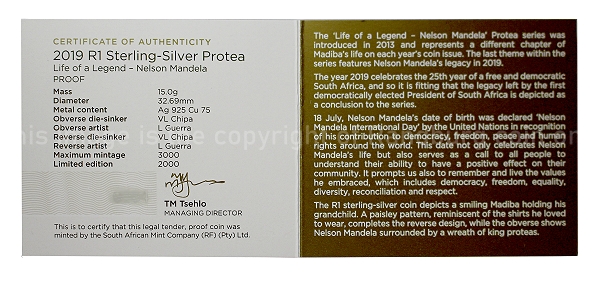 CERTIFICATE OF AUTHENTICITY
2019 R1 Sterling-Silver Protea
Life of a Legend – Nelson Mandela
PROOF
Mass 15.0g
Diameter 32.69mm
Metal content Ag 925 Cu 75
Obverse die-sinker VL Chipa
Obverse artist L Guerra
Reverse die-sinker VL Chipa
Reverse artist L Guerra
Maximum mintage 3000
Limited edition 2000
TM Tsehlo
MANAGING DIRECTOR
This is to certify that this legal tender, proof coin was
minted by the South African Mint Company (RF) (Pty) Ltd.
The 'Life of a Legend - Nelson Mandela' Protea series was
introduced in 2013 and represents a different chapter of
Madiba's life on each year's coin issue. The last theme within the
series features Nelson Mandela's legacy in 2019.
The year 2019 celebrates the 25th year of a free and democratic
South Africa, and so it is fitting that the legacy left by the first
democratically elected President of South Africa is depicted as
a conclusion to the series.
18 July, Nelson Mandela's date of birth was declared 'Nelson
Mandela International Day' by the United Nations in recognition
of his contribution to democracy, freedom, peace and human
rights around the world. This date not only celebrates Nelson
Mandela's life but also serves as a call to all people to
understand their ability to have a positive effect on their
community. It prompts us also to remember and live the values
he embraced, which includes democracy, freedom, equality,
diversity, reconciliation and respect.
The R1 sterling-silver coin depicts a smiling Madiba holding his
grandchild. A paisley pattern, reminiscent of the shirts he loved
to wear, completes the reverse design, while the obverse shows
Nelson Mandela surrounded by a wreath of king proteas.